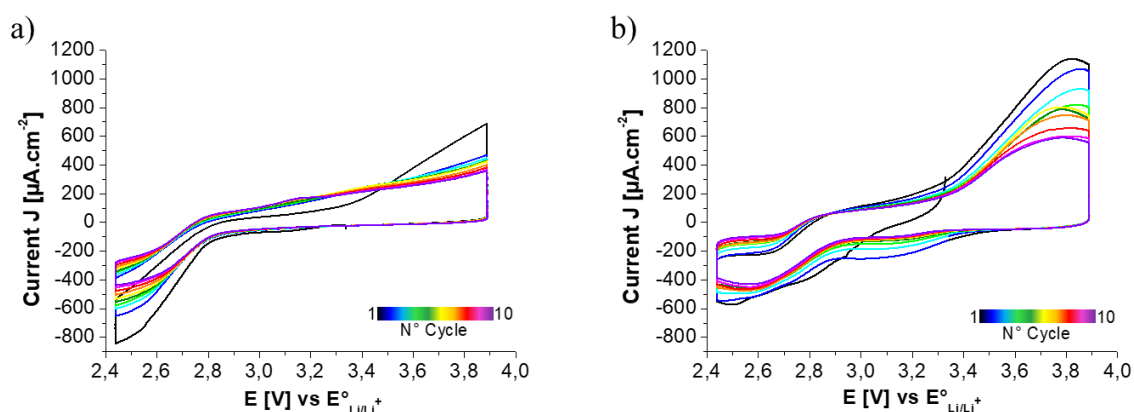 a)
1200
1000
800
600
400
200
0
-200
-400
-600
-800
Current J [µA.cm⁻²]
1
10
N° Cycle
2,4 2,6 2,8 3,0 3,2 3,4 3,6 3,8 4,0
E [V] vs E°Li/Li⁺
b)
1200
1000
800
600
400
200
0
-200
-400
-600
-800
Current J [µA.cm⁻²]
1
10
N° Cycle
2,4 2,6 2,8 3,0 3,2 3,4 3,6 3,8 4,0
E [V] vs E°Li/Li⁺